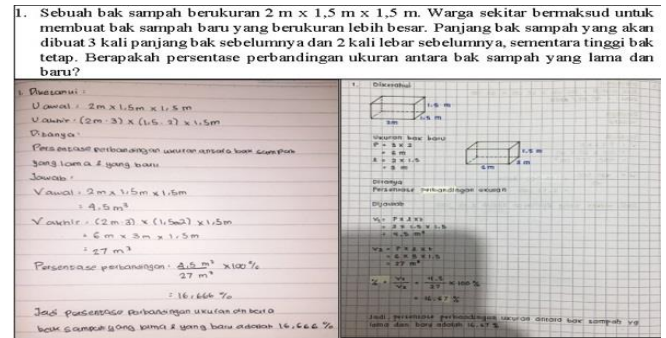 1. Sebuah bak sampah berukuran 2 m x 1,5 m x 1,5 m. Warga sekitar bermaksud untuk
membuat bak sampah baru yang berukuran lebih besar. Panjang bak sampah yang akan
dibuat 3 kali panjang bak sebelumnya dan 2 kali lebar sebelumnya, sementara tinggi bak
tetap. Berapakah persentase perbandingan ukuran antara bak sampah yang lama dan
baru?
Diketahui :
V awal : 2m x 1,5m x 1,5m
V akhir : (2m . 3) x (1,5 . 2) x 1,5m
Ditanya :
Persentase perbandingan ukuran antara bak sampah
yang lama & yang baru
Jawab :
V awal : 2m x 1,5m x 1,5m
: 4,5 m³
V akhir : (2m . 3) x (1,5m2) x 1,5m
: 6m x 3m x 1,5m
: 27 m³
Persentase perbandingan : 4,5 m³ / 27 m³ x 100 %
: 16,666 %
Jadi persentase perbandingan ukuran antara
bak sampah yang lama & yang baru adalah 16,666 %
1. Diketahui
1,5 m
1,5 m
2m
Ukuran bak baru
P = 3 x 2
= 6 m
l = 2 x 1,5
= 3 m
1,5 m
3 m
6 m
Ditanya
Persentase perbandingan ukuran
Dijawab
V₁ = P x l x t
= 2 x 1,5 x 1,5
= 4,5 m³
V₂ = P x l x t
= 6 x 3 x 1,5
= 27 m³
% = V₁ / V₂ = 4,5 / 27 x 100 %
= 16,67 %
Jadi, persentase perbandingan ukuran antara bak sampah yg
lama dan baru adalah 16,67 %